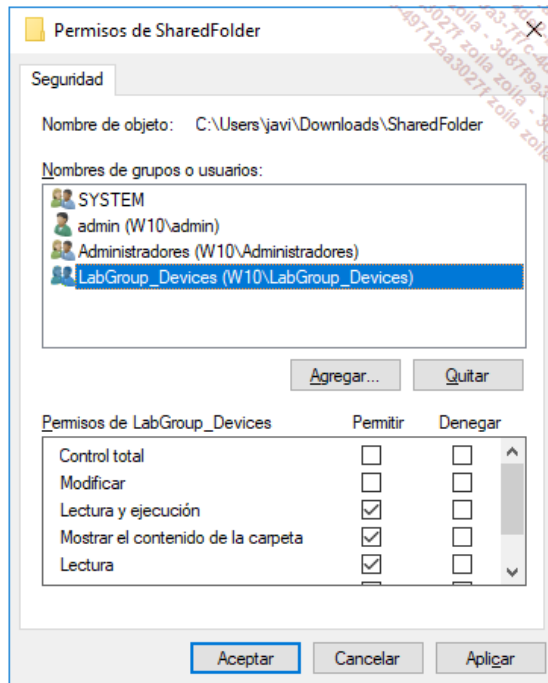 Permisos de SharedFolder
Seguridad
Nombre de objeto: C:\Users\javi\Downloads\SharedFolder
Nombres de grupos o usuarios:
SYSTEM
admin (W10\admin)
Administradores (W10\Administradores)
LabGroup_Devices (W10\LabGroup_Devices)
Agregar... Quitar
Permisos de LabGroup_Devices Permitir Denegar
Control total
Modificar
Lectura y ejecución
Mostrar el contenido de la carpeta
Lectura
Aceptar Cancelar Aplicar